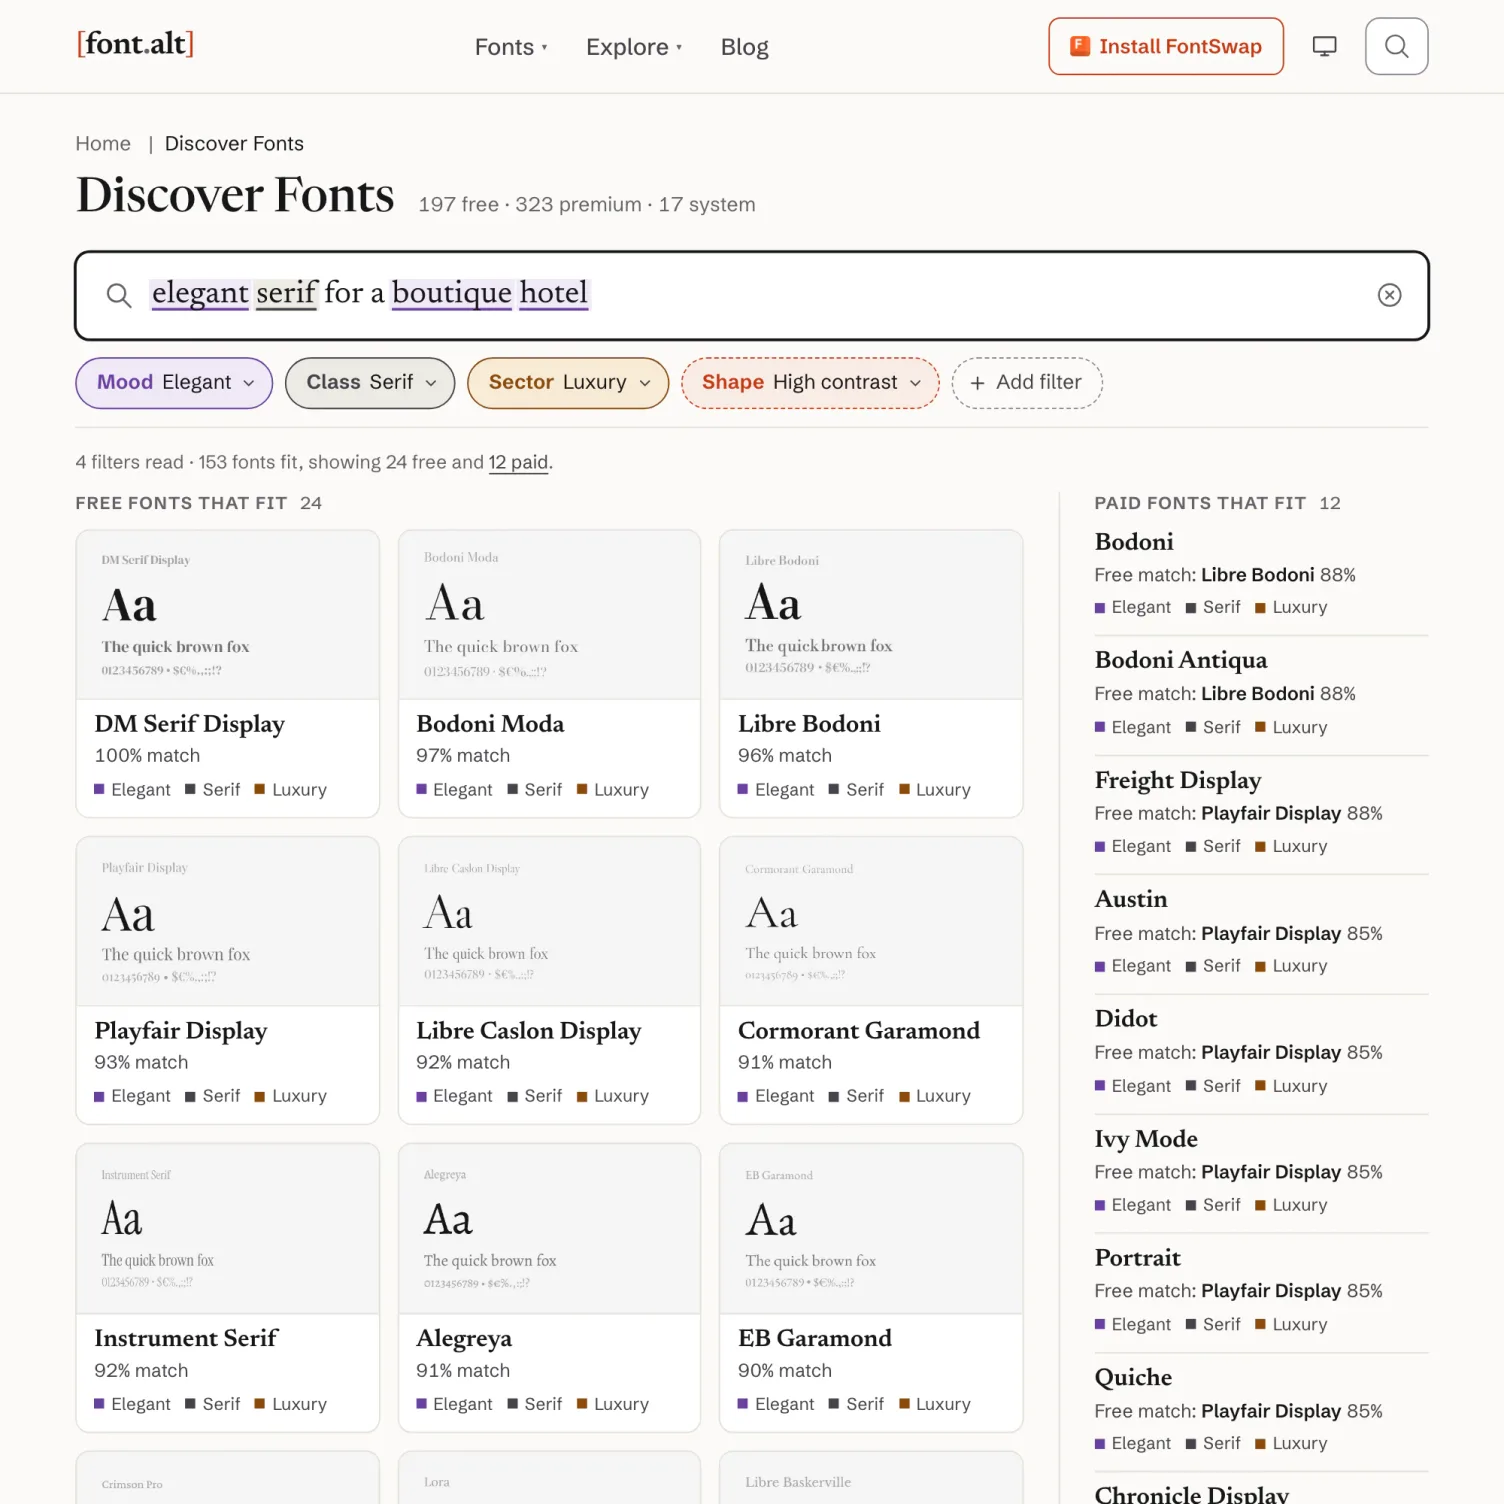 [font.alt]
Fonts ▾
Explore ▾
Blog
F Install FontSwap
Home | Discover Fonts
Discover Fonts 197 free · 323 premium · 17 system
elegant serif for a boutique hotel
Mood Elegant
Class Serif
Sector Luxury
Shape High contrast
+ Add filter
4 filters read · 153 fonts fit, showing 24 free and 12 paid.
FREE FONTS THAT FIT 24
DM Serif Display
Aa
The quick brown fox
0123456789 • $€%.,:;!?
DM Serif Display
100% match
Elegant Serif Luxury
Bodoni Moda
Aa
The quick brown fox
0123456789 · $€%.,:;!?
Bodoni Moda
97% match
Elegant Serif Luxury
Libre Bodoni
Aa
The quick brown fox
0123456789 • $€%.,:;!?
Libre Bodoni
96% match
Elegant Serif Luxury
Playfair Display
Aa
The quick brown fox
0123456789 • $€%.,:;!?
Playfair Display
93% match
Elegant Serif Luxury
Libre Caslon Display
Aa
The quick brown fox
0123456789 · $€%.,:;!?
Libre Caslon Display
92% match
Elegant Serif Luxury
Cormorant Garamond
Aa
The quick brown fox
0123456789 • $€%.,:;!?
Cormorant Garamond
91% match
Elegant Serif Luxury
Instrument Serif
Aa
The quick brown fox
0123456789 · $€%.,:;!?
Instrument Serif
92% match
Elegant Serif Luxury
Alegreya
Aa
The quick brown fox
0123456789 • $€%.,:;!?
Alegreya
91% match
Elegant Serif Luxury
EB Garamond
Aa
The quick brown fox
0123456789 • $€%.,:;!?
EB Garamond
90% match
Elegant Serif Luxury
Crimson Pro
Lora
Libre Baskerville
PAID FONTS THAT FIT 12
Bodoni
Free match: Libre Bodoni 88%
Elegant Serif Luxury
Bodoni Antiqua
Free match: Libre Bodoni 88%
Elegant Serif Luxury
Freight Display
Free match: Playfair Display 88%
Elegant Serif Luxury
Austin
Free match: Playfair Display 85%
Elegant Serif Luxury
Didot
Free match: Playfair Display 85%
Elegant Serif Luxury
Ivy Mode
Free match: Playfair Display 85%
Elegant Serif Luxury
Portrait
Free match: Playfair Display 85%
Elegant Serif Luxury
Quiche
Free match: Playfair Display 85%
Elegant Serif Luxury
Chronicle Display